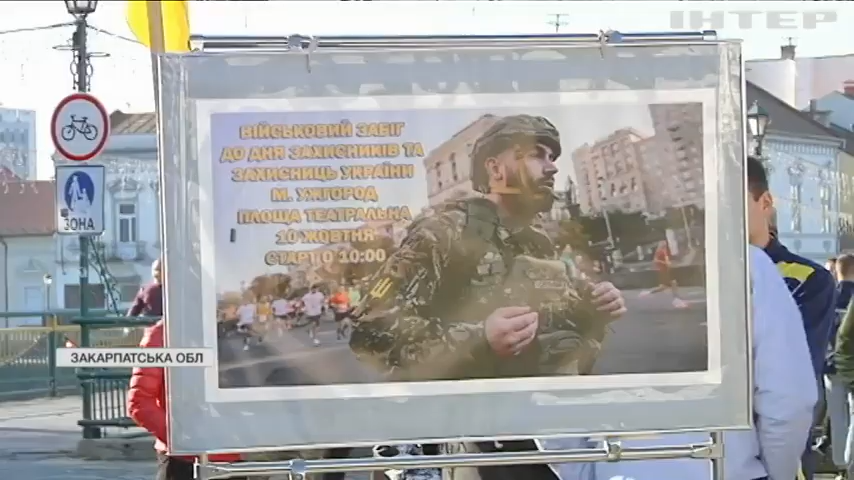 ІНТЕР
ВІЙСЬКОВИЙ ЗАБІГ
ДО ДНЯ ЗАХИСНИКІВ ТА
ЗАХИСНИЦЬ УКРАЇНИ
М. УЖГОРОД
ПЛОЩА ТЕАТРАЛЬНА
10 ЖОВТНЯ
СТАРТ О 10:00
ЗОНА
ЗАКАРПАТСЬКА ОБЛ